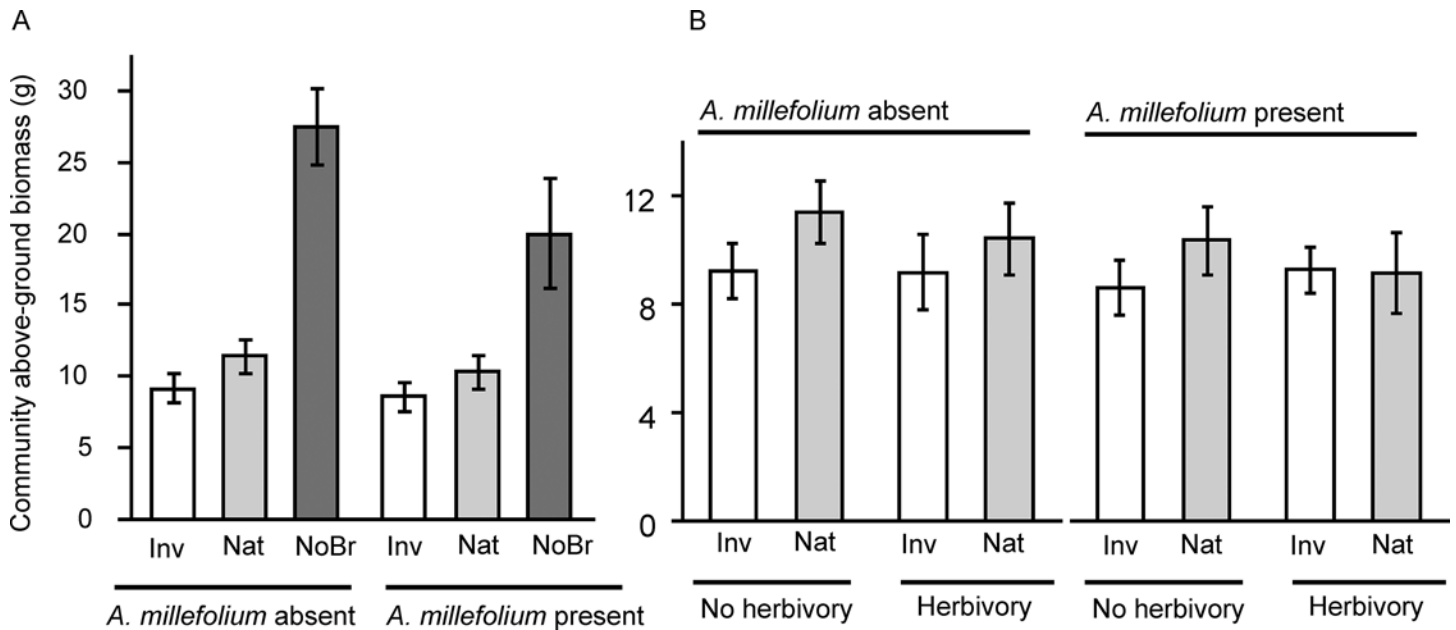 A
Community above-ground biomass (g)
30
25
20
15
10
5
0
Inv Nat NoBr Inv Nat NoBr
A. millefolium absent A. millefolium present
B
A. millefolium absent A. millefolium present
12
8
4
0
Inv Nat Inv Nat Inv Nat Inv Nat
No herbivory Herbivory No herbivory Herbivory